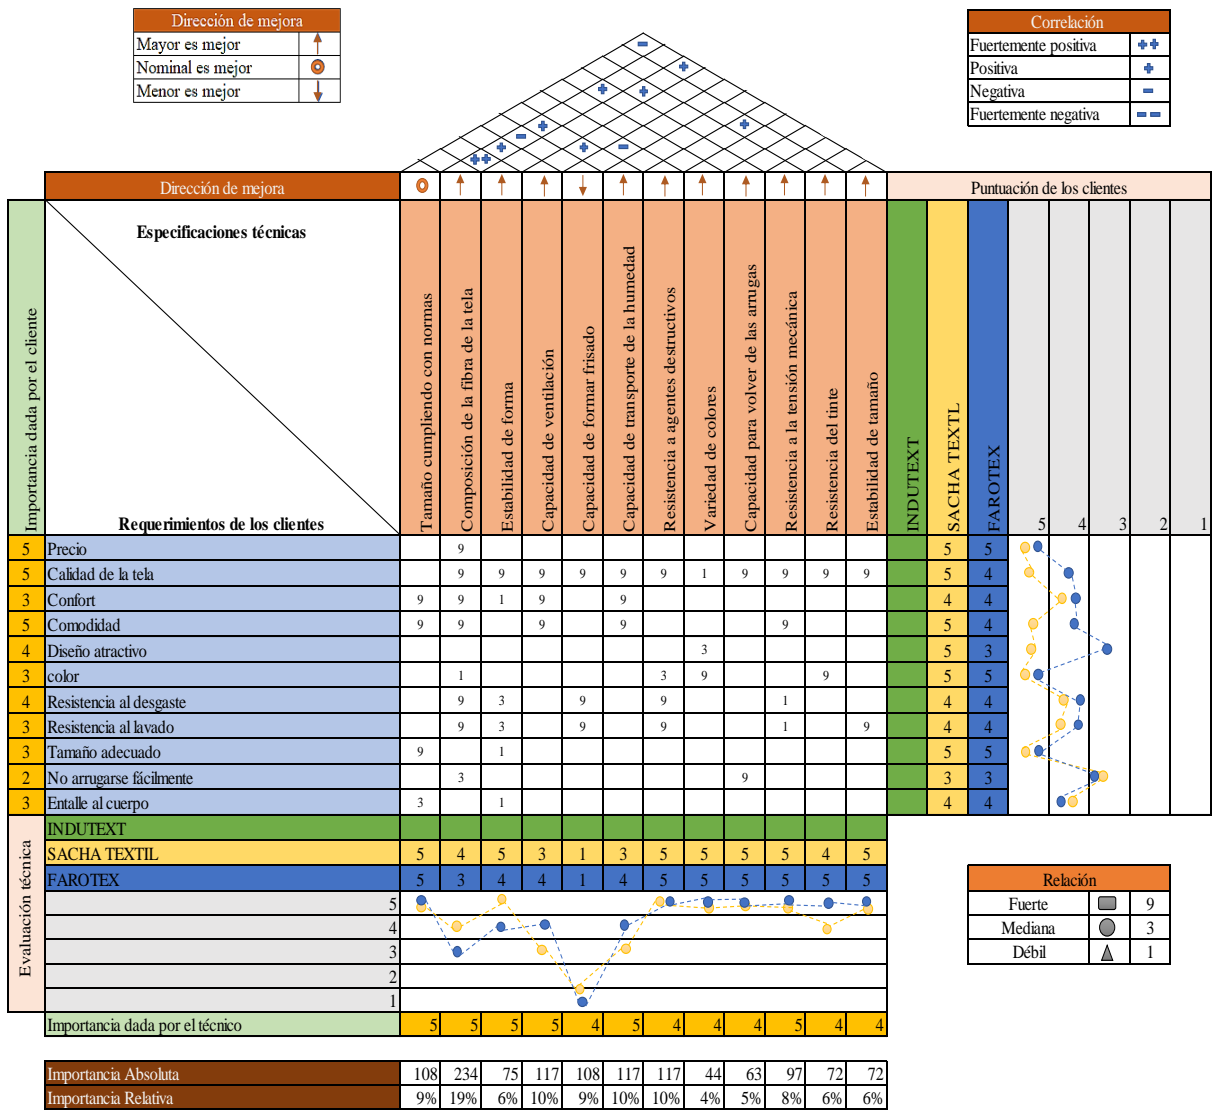 Dirección de mejora
Mayor es mejor
Nominal es mejor
Menor es mejor
Correlación
Fuertemente positiva
Positiva
Negativa
Fuertemente negativa
Dirección de mejora
Puntuación de los clientes
Importancia dada por el cliente
Especificaciones técnicas
Requerimientos de los clientes
Tamaño cumpliendo con normas
Composición de la fibra de la tela
Estabilidad de forma
Capacidad de ventilación
Capacidad de formar frisado
Capacidad de transporte de la humedad
Resistencia a agentes destructivos
Variedad de colores
Capacidad para volver de las arrugas
Resistencia a la tensión mecánica
Resistencia del tinte
Estabilidad de tamaño
INDUTEXT
SACHA TEXTL
FAROTEX
5 4 3 2 1
5 Precio 9 5 5
5 Calidad de la tela 9 9 9 9 9 9 1 9 9 9 9 5 4
3 Confort 9 9 1 9 9 4 4
5 Comodidad 9 9 9 9 9 5 4
4 Diseño atractivo 3 5 3
3 color 1 3 9 9 5 5
4 Resistencia al desgaste 9 3 9 9 1 4 4
3 Resistencia al lavado 9 3 9 9 1 9 4 4
3 Tamaño adecuado 9 1 5 5
2 No arrugarse fácilmente 3 9 3 3
3 Entalle al cuerpo 3 1 4 4
Evaluación técnica
INDUTEXT
SACHA TEXTIL 5 4 5 3 1 3 5 5 5 5 4 5
FAROTEX 5 3 4 4 1 4 5 5 5 5 5 5
5
4
3
2
1
Importancia dada por el técnico 5 5 5 5 4 5 4 4 4 5 4 4
Relación
Fuerte 9
Mediana 3
Débil 1
Importancia Absoluta 108 234 75 117 108 117 117 44 63 97 72 72
Importancia Relativa 9% 19% 6% 10% 9% 10% 10% 4% 5% 8% 6% 6%